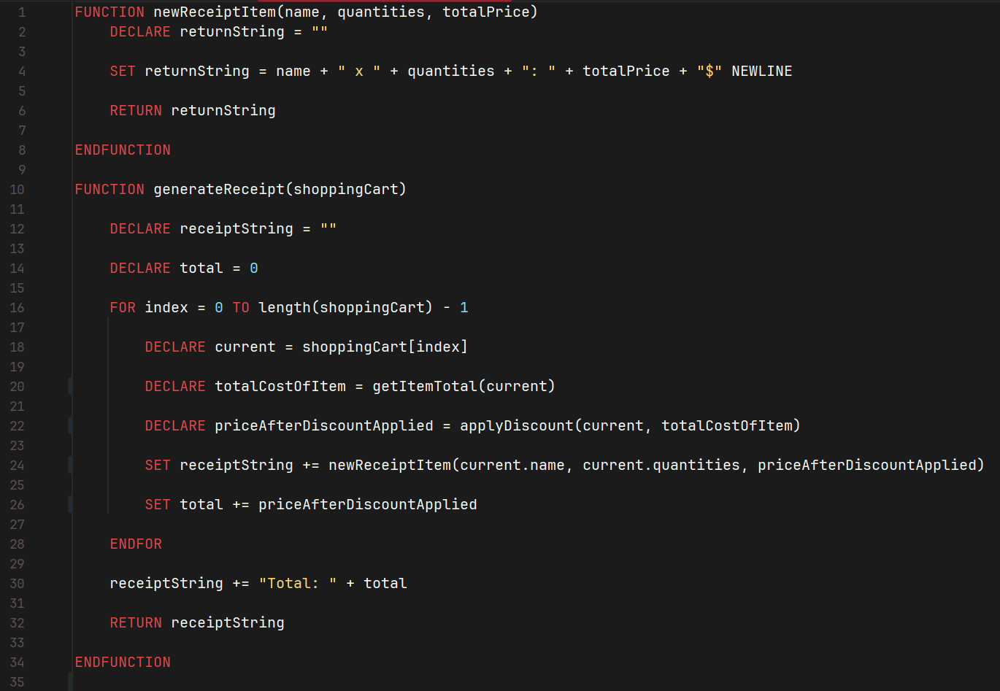 1 FUNCTION newReceiptItem(name, quantities, totalPrice)
2     DECLARE returnString = ""
3
4     SET returnString = name + " x " + quantities + ": " + totalPrice + "$" NEWLINE
5
6     RETURN returnString
7
8 ENDFUNCTION
9
10 FUNCTION generateReceipt(shoppingCart)
11
12     DECLARE receiptString = ""
13
14     DECLARE total = 0
15
16     FOR index = 0 TO length(shoppingCart) - 1
17
18         DECLARE current = shoppingCart[index]
19
20         DECLARE totalCostOfItem = getItemTotal(current)
21
22         DECLARE priceAfterDiscountApplied = applyDiscount(current, totalCostOfItem)
23
24         SET receiptString += newReceiptItem(current.name, current.quantities, priceAfterDiscountApplied)
25
26         SET total += priceAfterDiscountApplied
27
28     ENDFOR
29
30     receiptString += "Total: " + total
31
32     RETURN receiptString
33
34 ENDFUNCTION
35